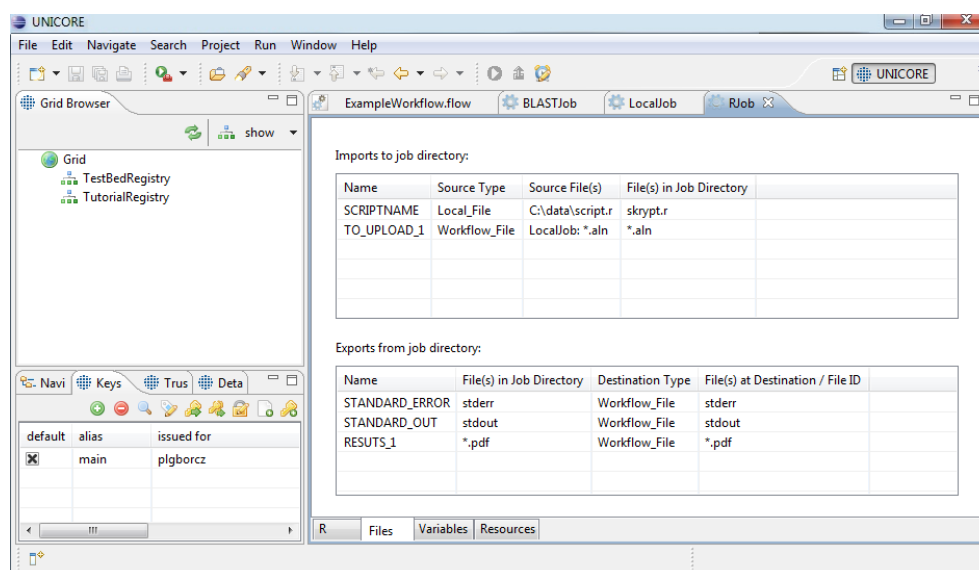 UNICORE
File Edit Navigate Search Project Run Window Help
UNICORE
Grid Browser
show
Grid
TestBedRegistry
TutorialRegistry
Navi Keys Trus Deta
default alias issued for
main plgborcz
ExampleWorkflow.flow BLASTJob LocalJob RJob
Imports to job directory:
Name Source Type Source File(s) File(s) in Job Directory
SCRIPTNAME Local_File C:\data\script.r skrypt.r
TO_UPLOAD_1 Workflow_File LocalJob: *.aln *.aln
Exports from job directory:
Name File(s) in Job Directory Destination Type File(s) at Destination / File ID
STANDARD_ERROR stderr Workflow_File stderr
STANDARD_OUT stdout Workflow_File stdout
RESUTS_1 *.pdf Workflow_File *.pdf
R Files Variables Resources